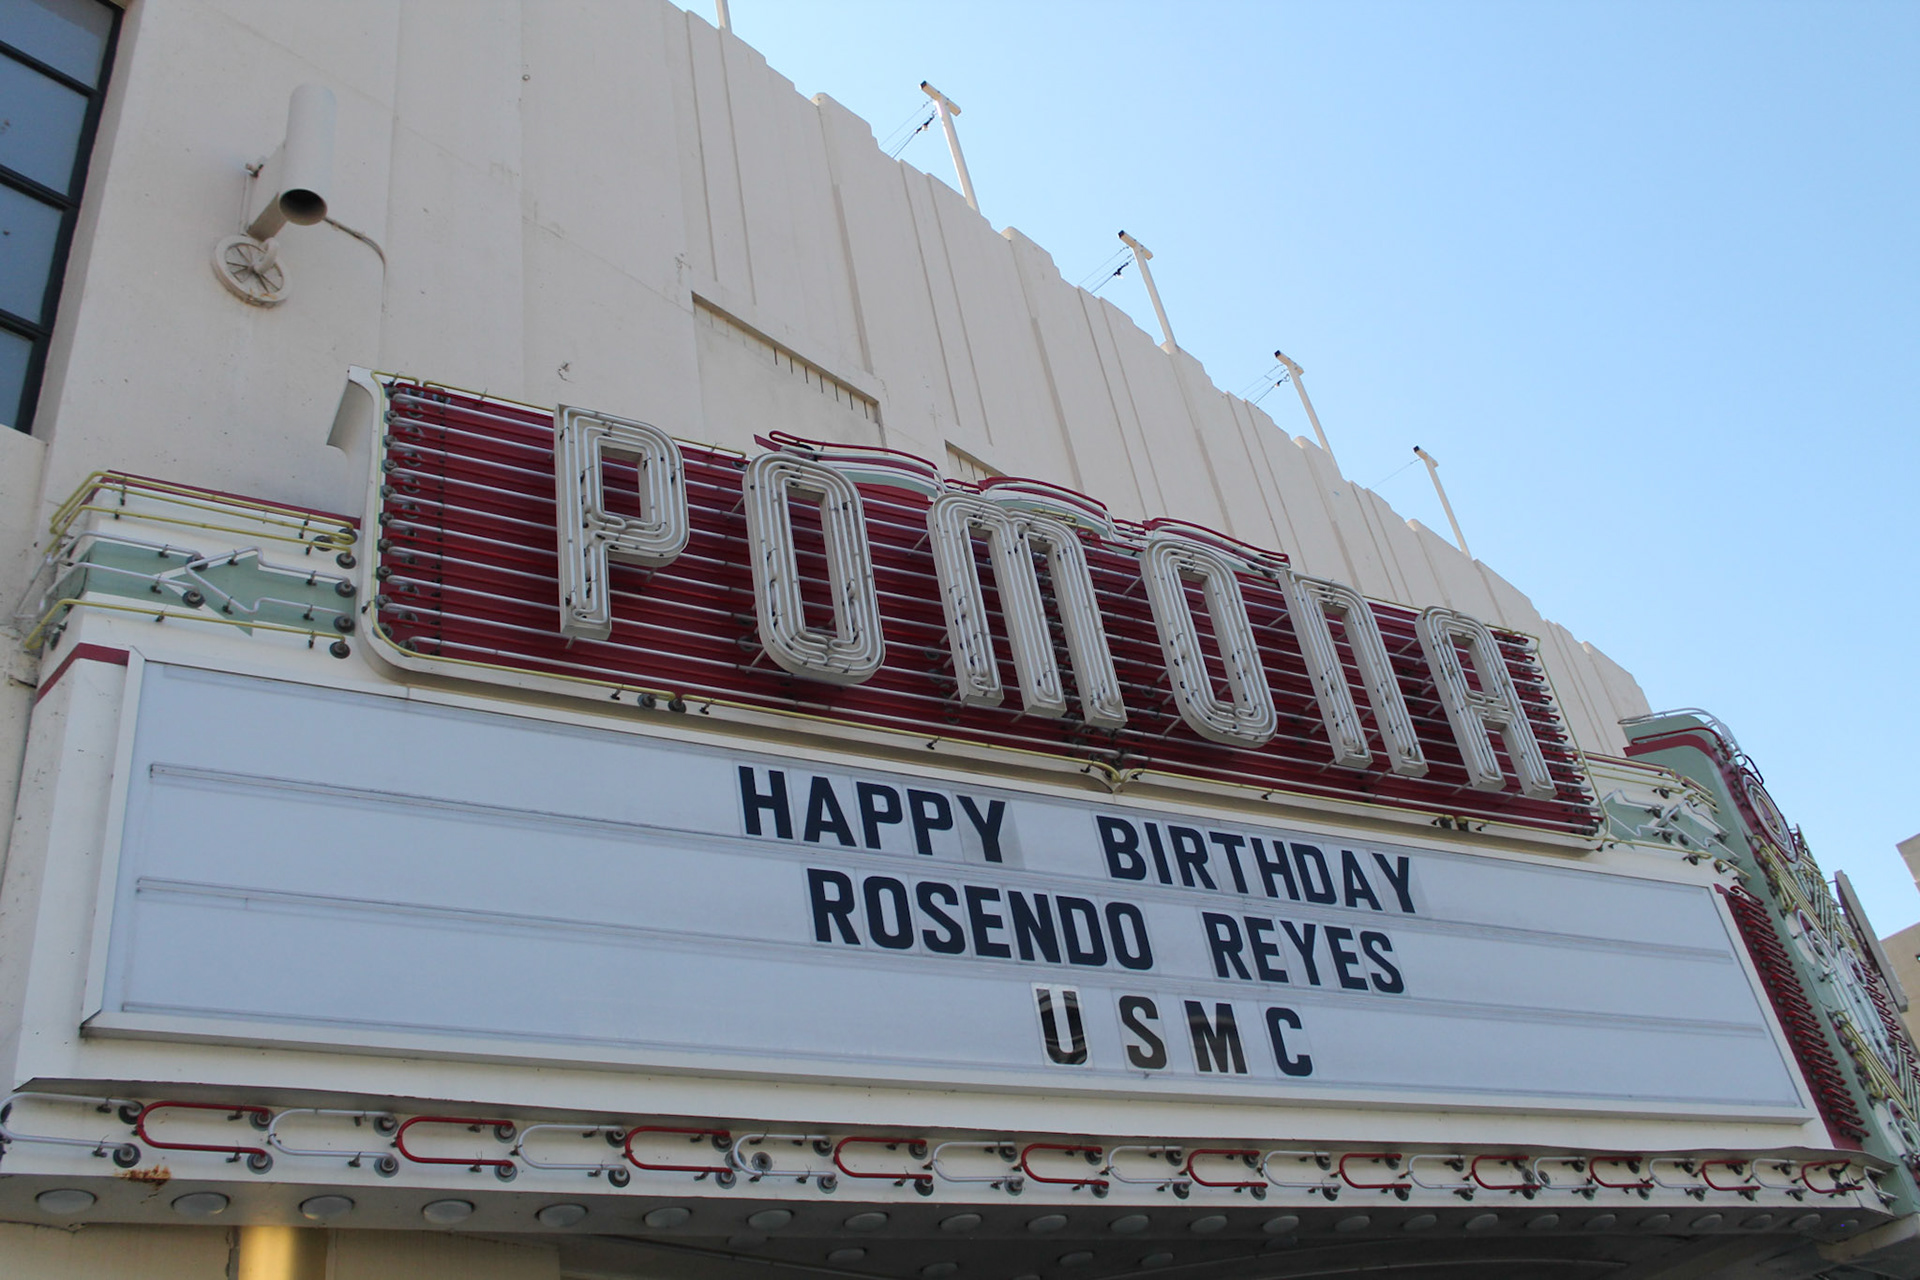 POMONA
HAPPY BIRTHDAY
ROSENDO REYES
USMC